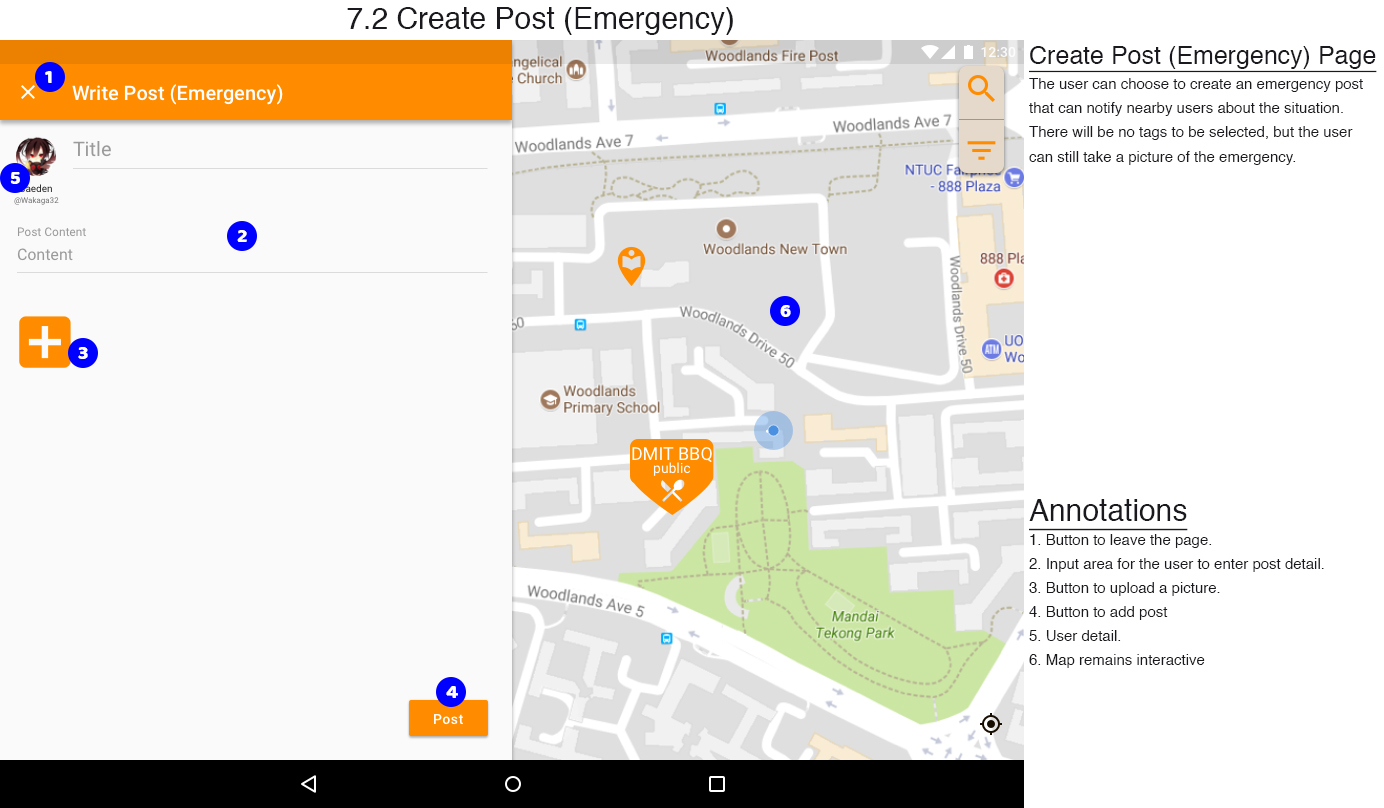 7.2 Create Post (Emergency)
1
Write Post (Emergency)
Title
5
aeden
@Wakaga32
Post Content
Content
2
3
4
Post
12:30
Woodlands Fire Post
ngelical
Church
Woodlands Ave 7
Woodlands Ave 7
NTUC
- 888 Plaza
Woodlands New Town
888 Pla
Woodlands Drive 50
6
Woodlands Drive 50
50
ATM
UO
Wo
Woodlands
Primary School
DMIT BBQ
public
Woodlands Ave 5
Mandai
Tekong Park
Create Post (Emergency) Page
The user can choose to create an emergency post
that can notify nearby users about the situation.
There will be no tags to be selected, but the user
can still take a picture of the emergency.
Annotations
1. Button to leave the page.
2. Input area for the user to enter post detail.
3. Button to upload a picture.
4. Button to add post
5. User detail.
6. Map remains interactive